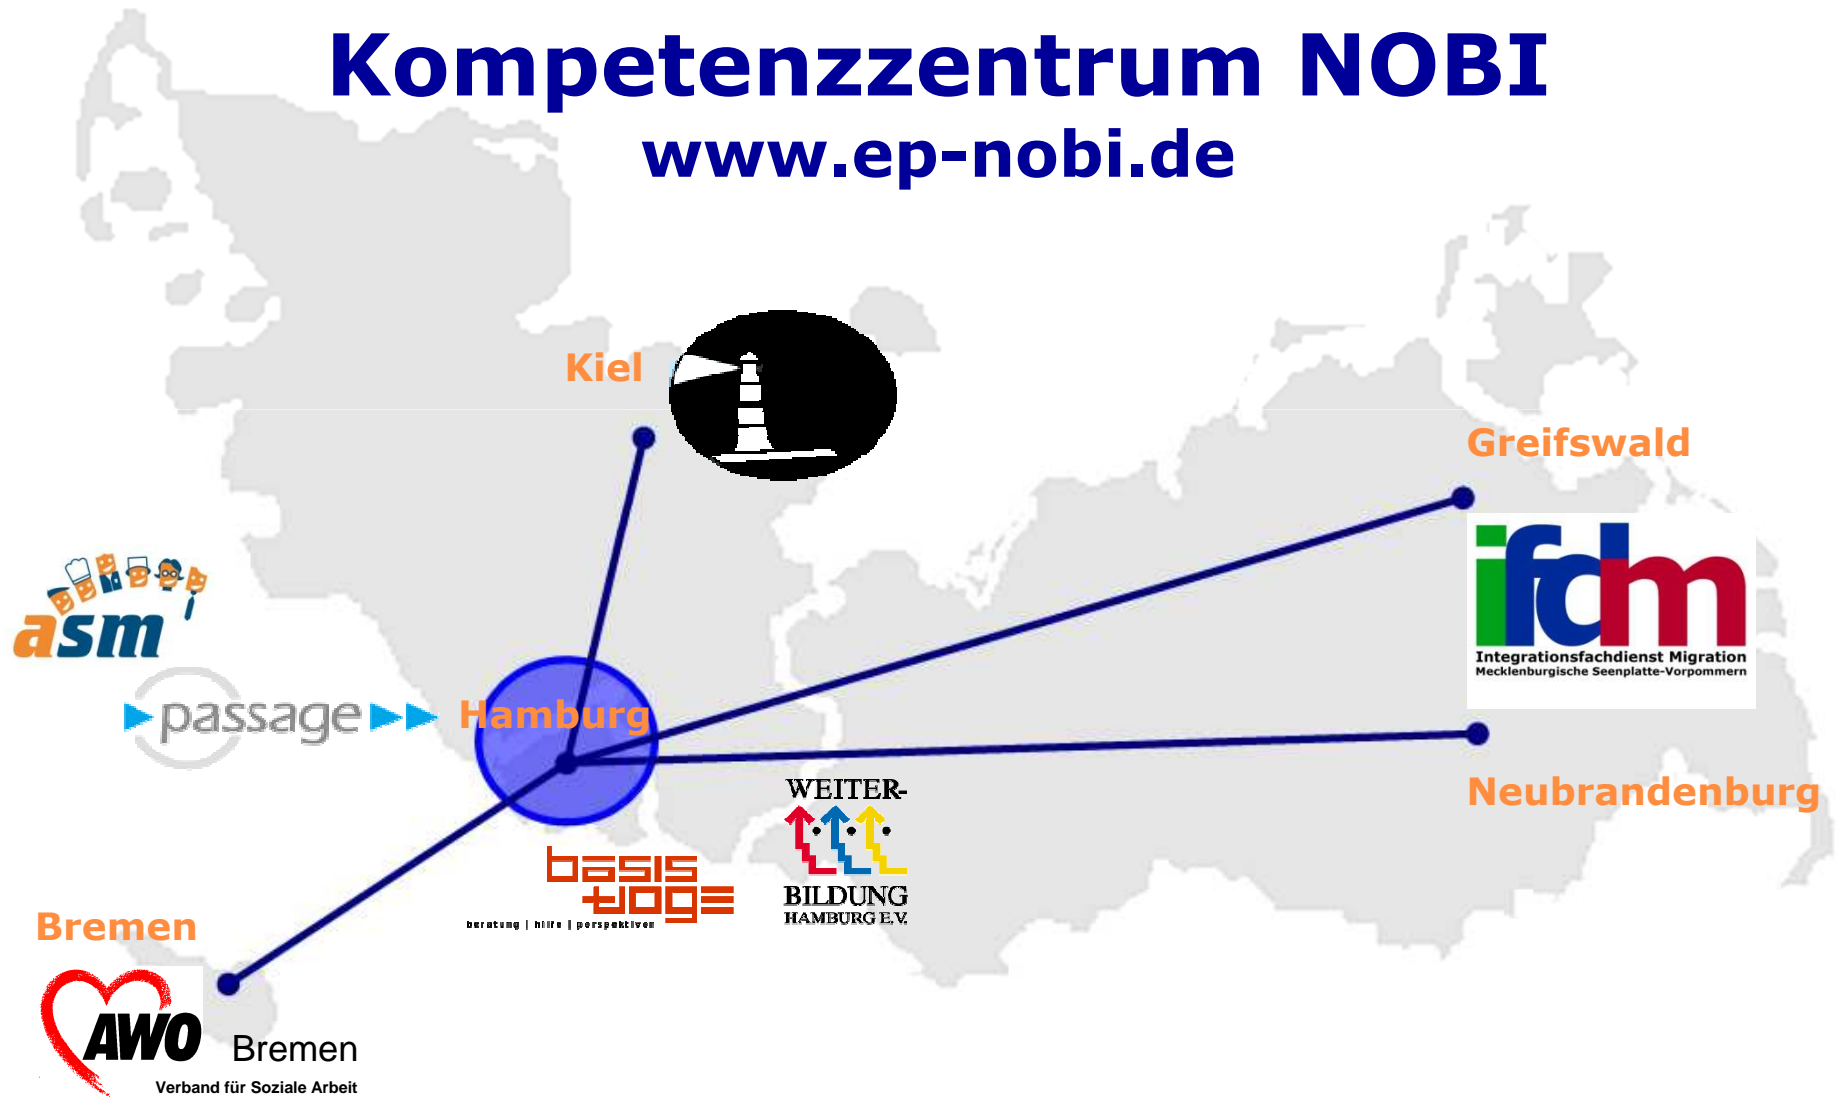 Kompetenzzentrum NOBI
www.ep-nobi.de
Kiel
Greifswald
ifdm
Integrationsfachdienst Migration
Mecklenburgische Seenplatte-Vorpommern
asm
passage
Hamburg
Neubrandenburg
WEITER-
BILDUNG
HAMBURG E.V.
basis
woge
beratung | hilfe | perspektiven
Bremen
AWO
Bremen
Verband für Soziale Arbeit